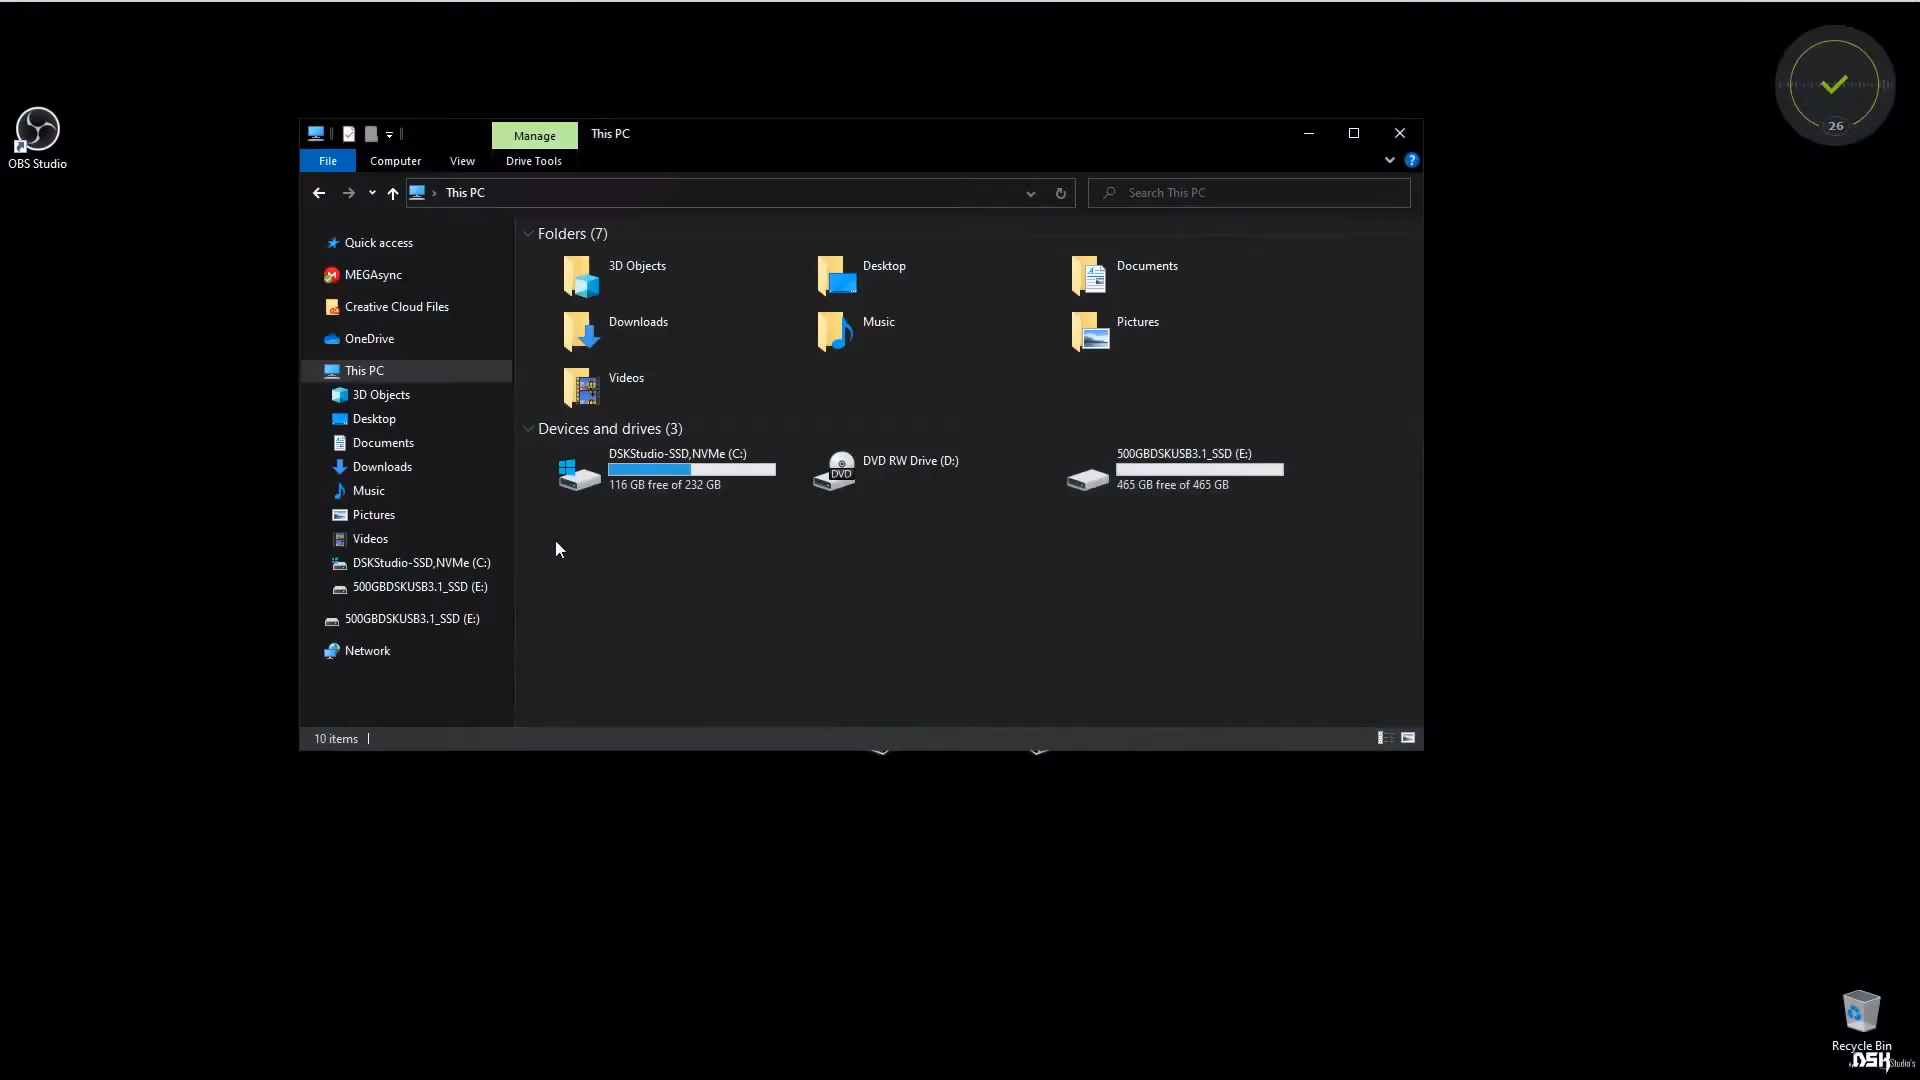 OBS Studio
26
Manage
This PC
File
Computer
View
Drive Tools
?
This PC
Search This PC
Quick access
MEGAsync
Creative Cloud Files
OneDrive
This PC
3D Objects
Desktop
Documents
Downloads
Music
Pictures
Videos
DSKStudio-SSD,NVMe (C:)
500GBDSKUSB3.1_SSD (E:)
500GBDSKUSB3.1_SSD (E:)
Network
Folders (7)
3D Objects
Desktop
Documents
Downloads
Music
Pictures
Videos
Devices and drives (3)
DSKStudio-SSD,NVMe (C:)
116 GB free of 232 GB
DVD
DVD RW Drive (D:)
500GBDSKUSB3.1_SSD (E:)
465 GB free of 465 GB
10 items
Recycle Bin
DSK Studio's